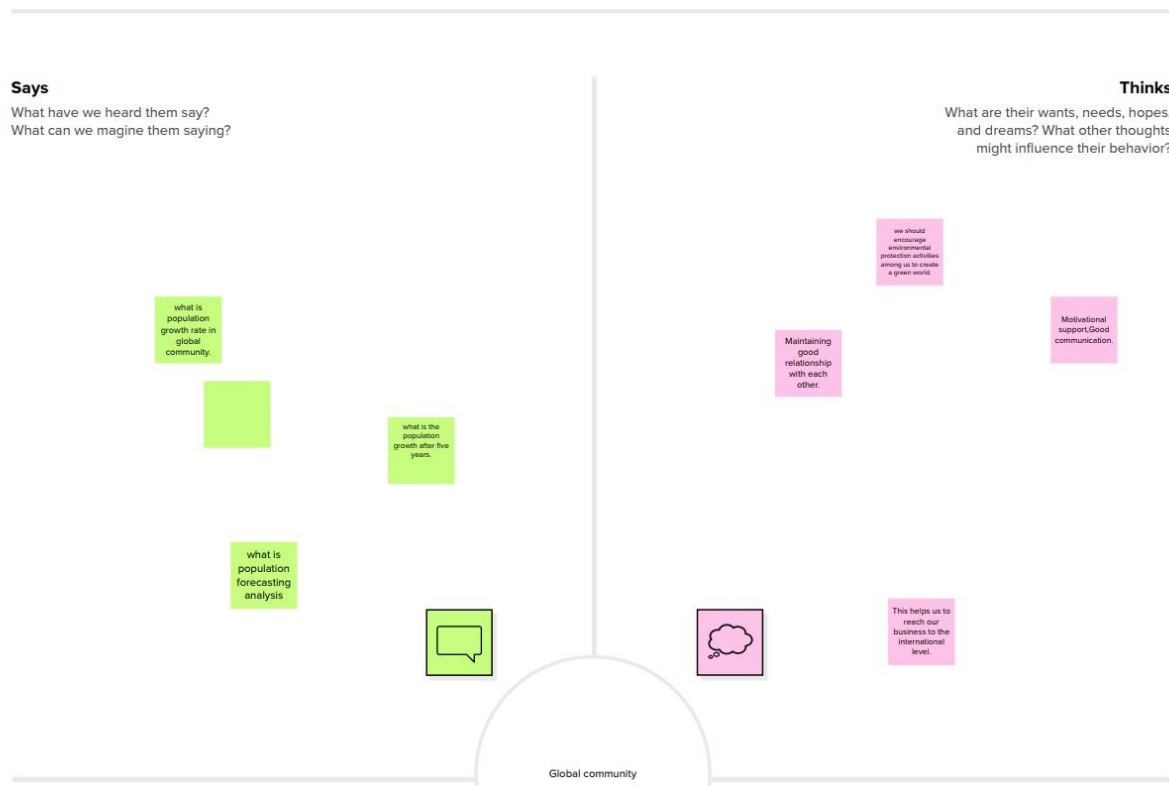 Says
What have we heard them say?
What can we magine them saying?
Thinks
What are their wants, needs, hopes,
and dreams? What other thoughts
might influence their behavior?
what is
population
growth rate in
global
community.
what is the
population
growth after five
years.
what is
population
forecasting
analysis
we should
encourage
environmental
protection activities
among us to create
a green world.
Maintaining
good
relationship
with each
other.
Motivational
support,Good
communication.
This helps us to
reach our
business to the
international
level.
Global community